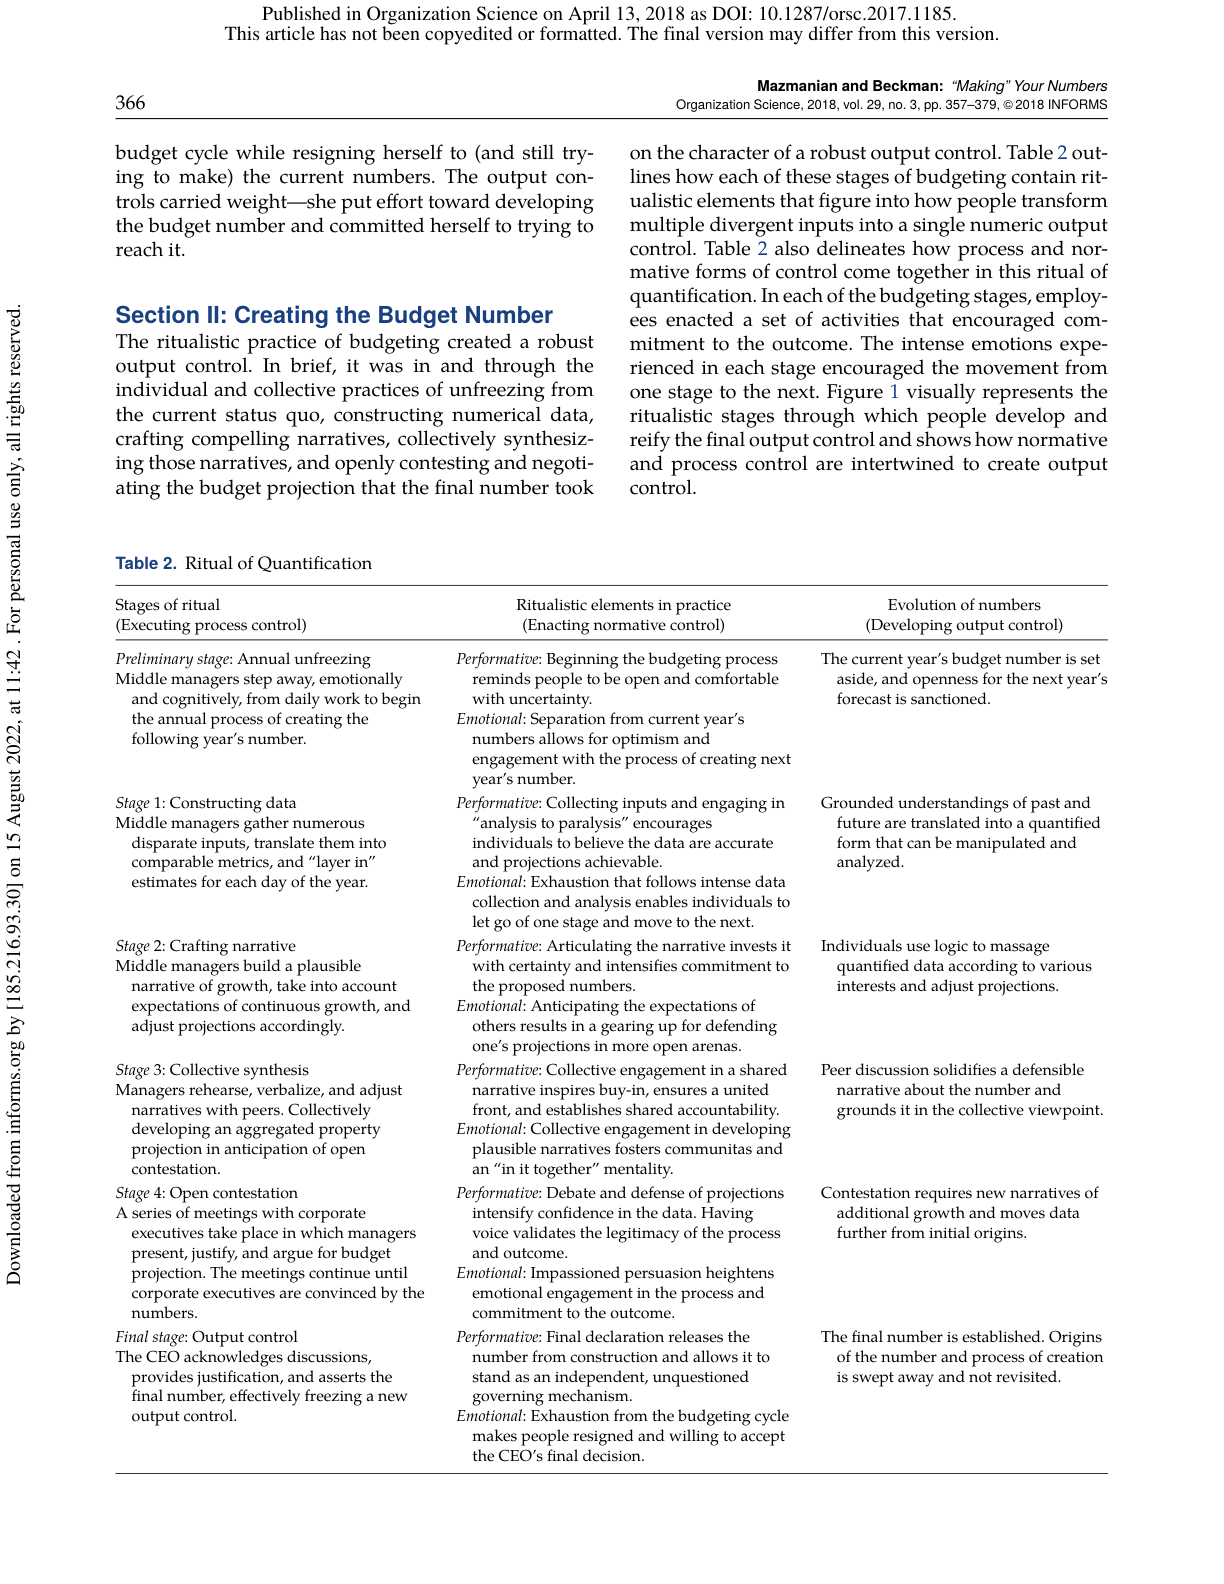 Published in Organization Science on April 13, 2018 as DOI: 10.1287/orsc.2017.1185.
This article has not been copyedited or formatted. The final version may differ from this version.
Mazmanian and Beckman: “Making” Your Numbers
366
Organization Science, 2018, vol. 29, no. 3, pp. 357–379, © 2018 INFORMS
budget cycle while resigning herself to (and still try-
ing to make) the current numbers. The output con-
trols carried weight—she put effort toward developing
the budget number and committed herself to trying to
reach it.
Section II: Creating the Budget Number
The ritualistic practice of budgeting created a robust
output control. In brief, it was in and through the
individual and collective practices of unfreezing from
the current status quo, constructing numerical data,
crafting compelling narratives, collectively synthesiz-
ing those narratives, and openly contesting and negoti-
ating the budget projection that the final number took
on the character of a robust output control. Table 2 out-
lines how each of these stages of budgeting contain rit-
ualistic elements that figure into how people transform
multiple divergent inputs into a single numeric output
control. Table 2 also delineates how process and nor-
mative forms of control come together in this ritual of
quantification. In each of the budgeting stages, employ-
ees enacted a set of activities that encouraged com-
mitment to the outcome. The intense emotions expe-
rienced in each stage encouraged the movement from
one stage to the next. Figure 1 visually represents the
ritualistic stages through which people develop and
reify the final output control and shows how normative
and process control are intertwined to create output
control.
Table 2. Ritual of Quantification
Stages of ritual
(Executing process control)
Ritualistic elements in practice
(Enacting normative control)
Evolution of numbers
(Developing output control)
Preliminary stage: Annual unfreezing
Middle managers step away, emotionally
and cognitively, from daily work to begin
the annual process of creating the
following year’s number.
Performative: Beginning the budgeting process
reminds people to be open and comfortable
with uncertainty.
Emotional: Separation from current year’s
numbers allows for optimism and
engagement with the process of creating next
year’s number.
The current year’s budget number is set
aside, and openness for the next year’s
forecast is sanctioned.
Stage 1: Constructing data
Middle managers gather numerous
disparate inputs, translate them into
comparable metrics, and “layer in”
estimates for each day of the year.
Performative: Collecting inputs and engaging in
“analysis to paralysis” encourages
individuals to believe the data are accurate
and projections achievable.
Emotional: Exhaustion that follows intense data
collection and analysis enables individuals to
let go of one stage and move to the next.
Grounded understandings of past and
future are translated into a quantified
form that can be manipulated and
analyzed.
Stage 2: Crafting narrative
Middle managers build a plausible
narrative of growth, take into account
expectations of continuous growth, and
adjust projections accordingly.
Performative: Articulating the narrative invests it
with certainty and intensifies commitment to
the proposed numbers.
Emotional: Anticipating the expectations of
others results in a gearing up for defending
one’s projections in more open arenas.
Individuals use logic to massage
quantified data according to various
interests and adjust projections.
Stage 3: Collective synthesis
Managers rehearse, verbalize, and adjust
narratives with peers. Collectively
developing an aggregated property
projection in anticipation of open
contestation.
Performative: Collective engagement in a shared
narrative inspires buy-in, ensures a united
front, and establishes shared accountability.
Emotional: Collective engagement in developing
plausible narratives fosters communitas and
an “in it together” mentality.
Peer discussion solidifies a defensible
narrative about the number and
grounds it in the collective viewpoint.
Stage 4: Open contestation
A series of meetings with corporate
executives take place in which managers
present, justify, and argue for budget
projection. The meetings continue until
corporate executives are convinced by the
numbers.
Performative: Debate and defense of projections
intensify confidence in the data. Having
voice validates the legitimacy of the process
and outcome.
Emotional: Impassioned persuasion heightens
emotional engagement in the process and
commitment to the outcome.
Contestation requires new narratives of
additional growth and moves data
further from initial origins.
Final stage: Output control
The CEO acknowledges discussions,
provides justification, and asserts the
final number, effectively freezing a new
output control.
Performative: Final declaration releases the
number from construction and allows it to
stand as an independent, unquestioned
governing mechanism.
Emotional: Exhaustion from the budgeting cycle
makes people resigned and willing to accept
the CEO’s final decision.
The final number is established. Origins
of the number and process of creation
is swept away and not revisited.
Downloaded from informs.org by [185.216.93.30] on 15 August 2022, at 11:42 . For personal use only, all rights reserved.